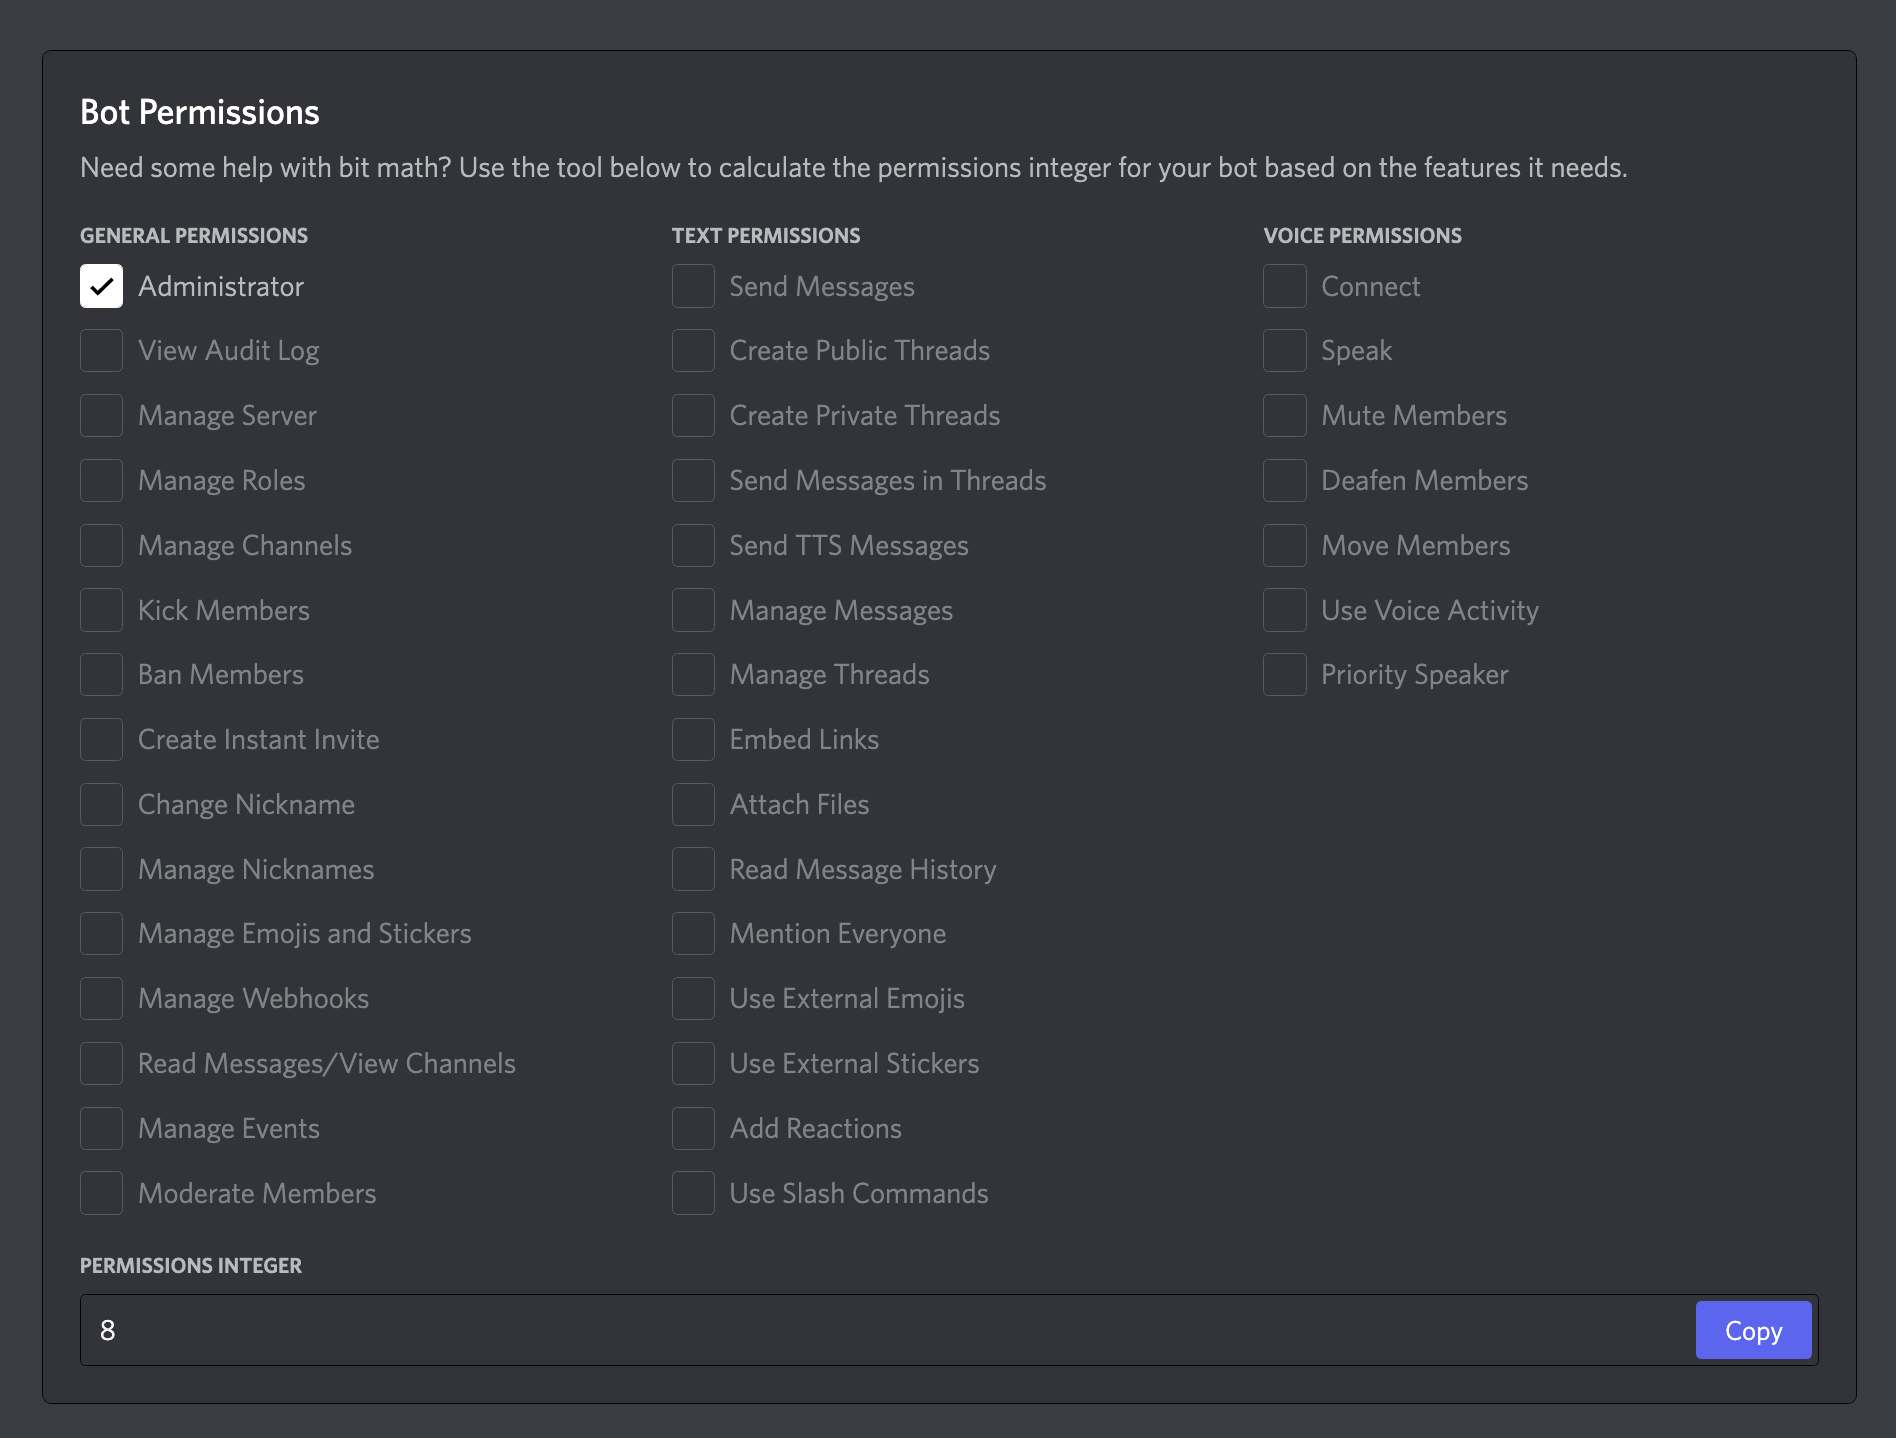 Bot Permissions
Need some help with bit math? Use the tool below to calculate the permissions integer for your bot based on the features it needs.
GENERAL PERMISSIONS
Administrator
View Audit Log
Manage Server
Manage Roles
Manage Channels
Kick Members
Ban Members
Create Instant Invite
Change Nickname
Manage Nicknames
Manage Emojis and Stickers
Manage Webhooks
Read Messages/View Channels
Manage Events
Moderate Members
TEXT PERMISSIONS
Send Messages
Create Public Threads
Create Private Threads
Send Messages in Threads
Send TTS Messages
Manage Messages
Manage Threads
Embed Links
Attach Files
Read Message History
Mention Everyone
Use External Emojis
Use External Stickers
Add Reactions
Use Slash Commands
VOICE PERMISSIONS
Connect
Speak
Mute Members
Deafen Members
Move Members
Use Voice Activity
Priority Speaker
PERMISSIONS INTEGER
8
Copy